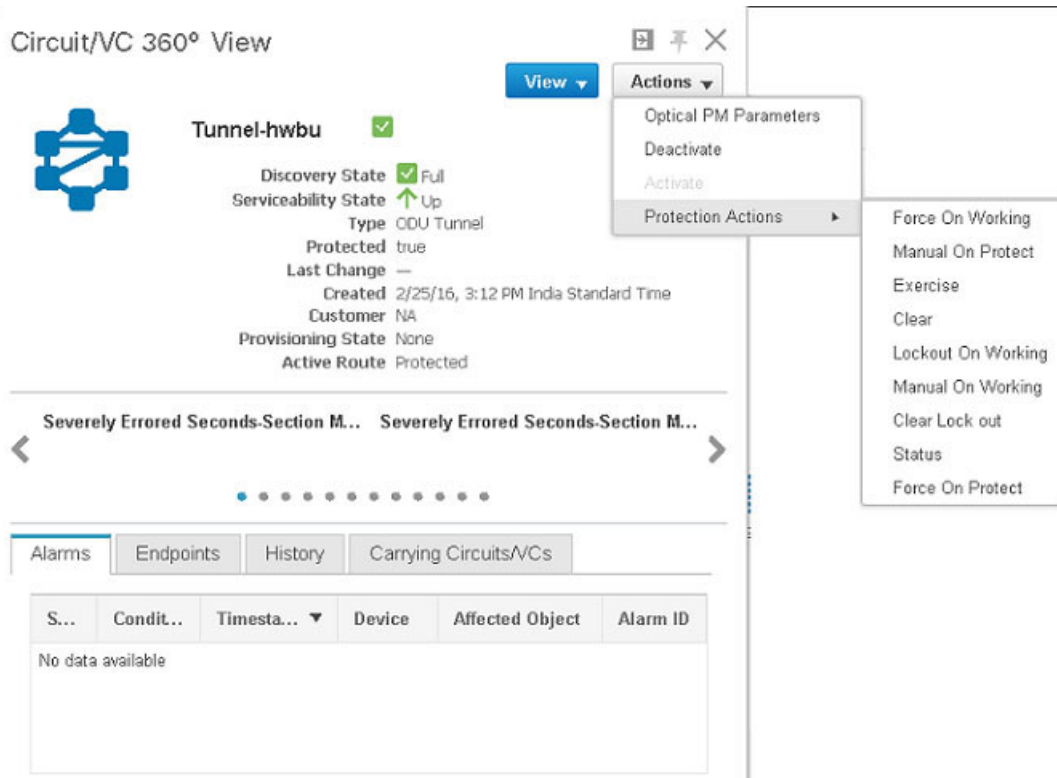 Circuit/VC 360º View
View
Actions
Optical PM Parameters
Deactivate
Activate
Protection Actions
Force On Working
Manual On Protect
Exercise
Clear
Lockout On Working
Manual On Working
Clear Lock out
Status
Force On Protect
Tunnel-hwbu
Discovery State Full
Serviceability State Up
Type ODU Tunnel
Protected true
Last Change —
Created 2/25/16, 3:12 PM India Standard Time
Customer NA
Provisioning State None
Active Route Protected
Severely Errored Seconds-Section M... Severely Errored Seconds-Section M...
Alarms Endpoints History Carrying Circuits/VCs
S... Condit... Timesta... Device Affected Object Alarm ID
No data available